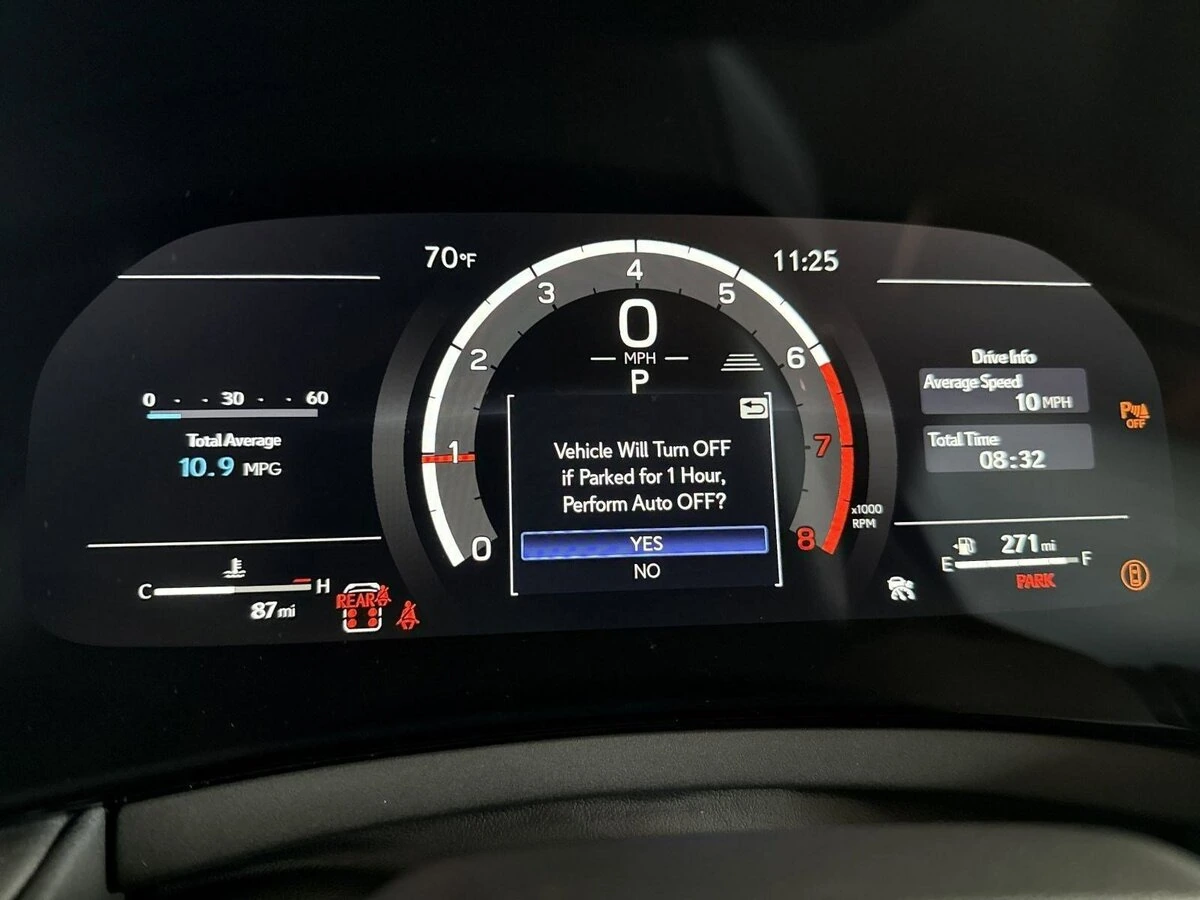 70°F
11:25
0 30 60
Total Average
10.9 MPG
C H
87 mi
REAR
0
1
2
3
4
5
6
7
8
x1000
RPM
0
MPH
P
Vehicle Will Turn OFF
if Parked for 1 Hour,
Perform Auto OFF?
YES
NO
Drive Info
Average Speed
10 MPH
Total Time
08:32
271 mi
E F
PARK
P
OFF